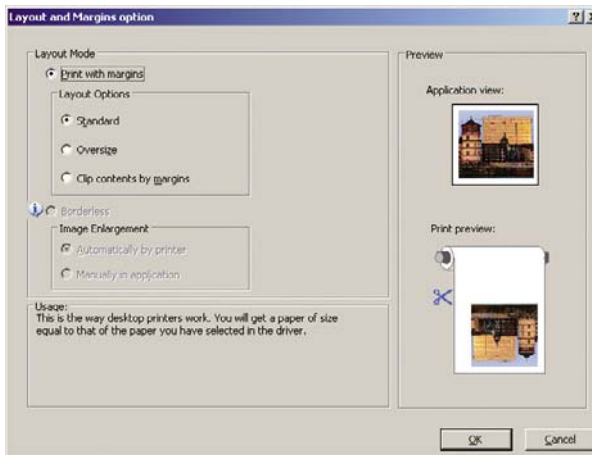 Layout and Margins option
Layout Mode
Print with margins
Layout Options
Standard
Oversize
Clip contents by margins
Borderless
Image Enlargement
Automatically by printer
Manually in application
Usage:
This is the way desktop printers work. You will get a paper of size
equal to that of the paper you have selected in the driver.
Preview
Application view:
Print preview:
OK
Cancel